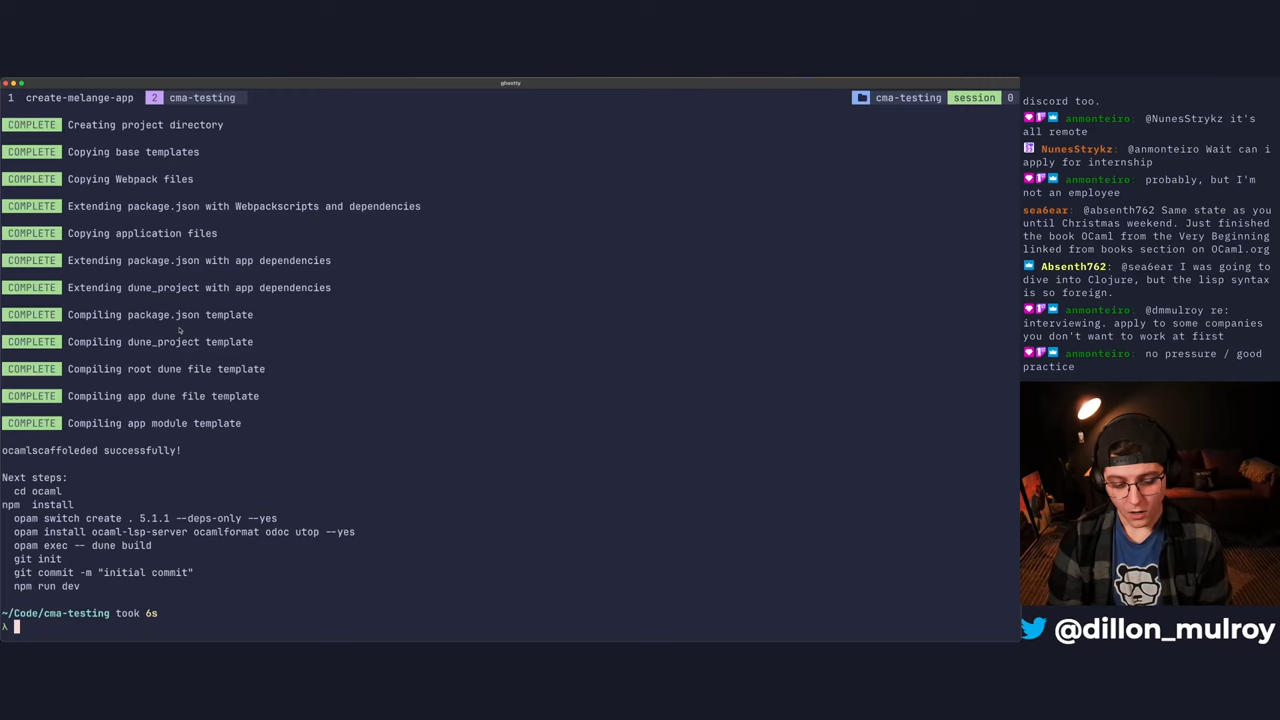 ghostty
1 create-melange-app 2 cma-testing cma-testing session 0
COMPLETE Creating project directory
COMPLETE Copying base templates
COMPLETE Copying Webpack files
COMPLETE Extending package.json with Webpackscripts and dependencies
COMPLETE Copying application files
COMPLETE Extending package.json with app dependencies
COMPLETE Extending dune_project with app dependencies
COMPLETE Compiling package.json template
COMPLETE Compiling dune_project template
COMPLETE Compiling root dune file template
COMPLETE Compiling app dune file template
COMPLETE Compiling app module template
ocamlscaffoleded successfully!
Next steps:
cd ocaml
npm install
opam switch create . 5.1.1 --deps-only --yes
opam install ocaml-lsp-server ocamlformat odoc utop --yes
opam exec -- dune build
git init
git commit -m "initial commit"
npm run dev
~/Code/cma-testing took 6s
λ
discord too.
anmonteiro: @NunesStrykz it's
all remote
NunesStrykz: @anmonteiro Wait can i
apply for internship
anmonteiro: probably, but I'm
not an employee
sea6ear: @absenth762 Same state as you
until Christmas weekend. Just finished
the book OCaml from the Very Beginning
linked from books section on OCaml.org
Absenth762: @sea6ear I was going to
dive into Clojure, but the lisp syntax
is so foreign.
anmonteiro: @dmmulroy re:
interviewing. apply to some companies
you don't want to work at first
anmonteiro: no pressure / good
practice
@dillon_mulroy